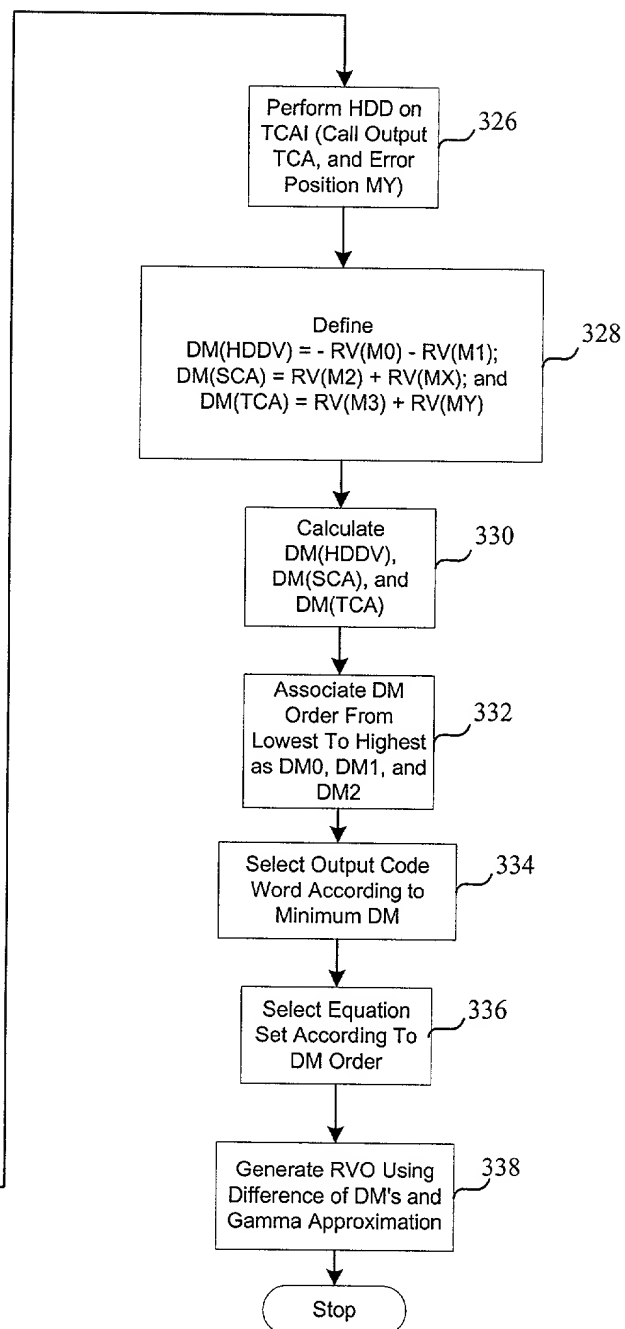 Perform HDD on
TCAI (Call Output
TCA, and Error
Position MY)
326
Define
DM(HDDV) = - RV(M0) - RV(M1);
DM(SCA) = RV(M2) + RV(MX); and
DM(TCA) = RV(M3) + RV(MY)
328
Calculate
DM(HDDV),
DM(SCA), and
DM(TCA)
330
Associate DM
Order From
Lowest To Highest
as DM0, DM1, and
DM2
332
Select Output Code
Word According to
Minimum DM
334
Select Equation
Set According To
DM Order
336
Generate RVO Using
Difference of DM's and
Gamma Approximation
338
Stop